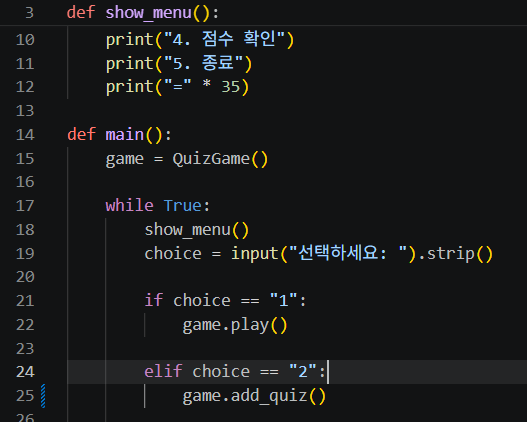 3 def show_menu():
10 print("4. 점수 확인")
11 print("5. 종료")
12 print("=" * 35)
13
14 def main():
15 game = QuizGame()
16
17 while True:
18 show_menu()
19 choice = input("선택하세요: ").strip()
20
21 if choice == "1":
22 game.play()
23
24 elif choice == "2":
25 game.add_quiz()
26